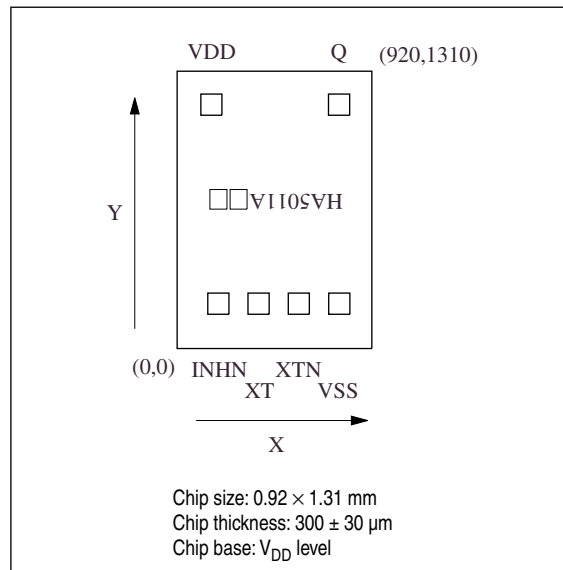 VDD Q (920,1310)
Y
HA5011A
(0,0) INHN XTN
XT VSS
X
Chip size: 0.92 × 1.31 mm
Chip thickness: 300 ± 30 µm
Chip base: VDD level